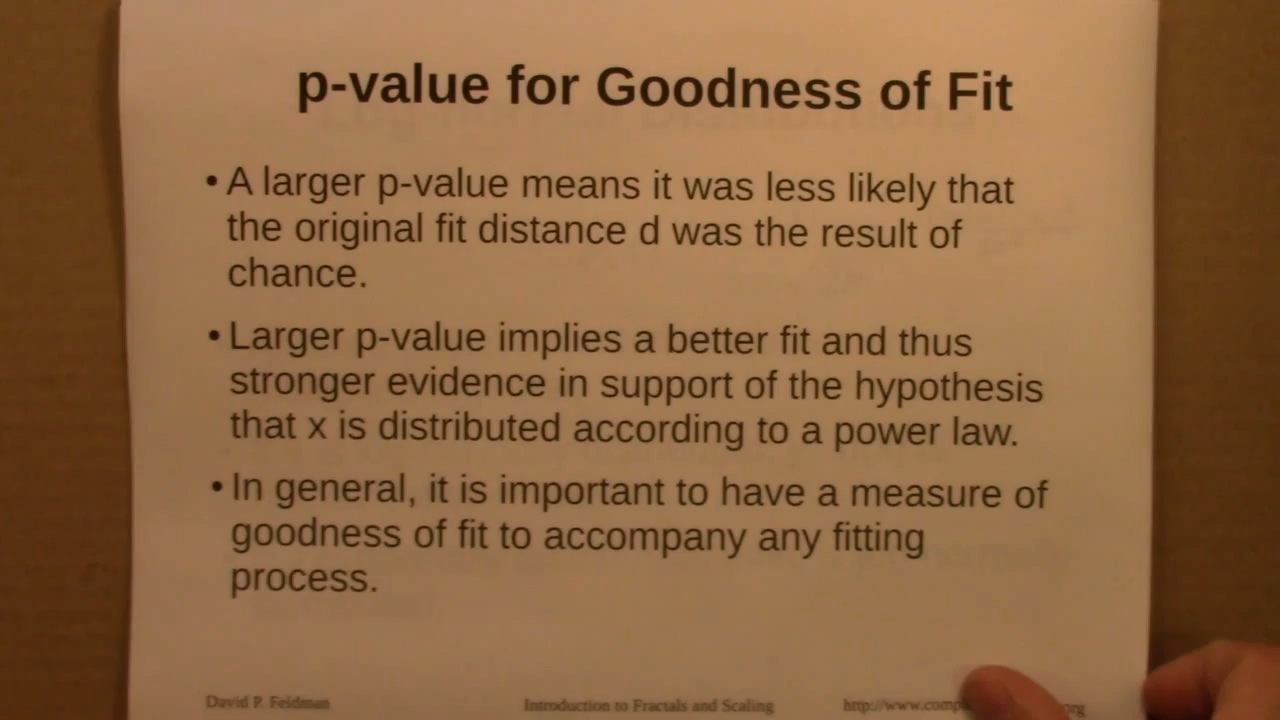 p-value for Goodness of Fit
• A larger p-value means it was less likely that
the original fit distance d was the result of
chance.
• Larger p-value implies a better fit and thus
stronger evidence in support of the hypothesis
that x is distributed according to a power law.
• In general, it is important to have a measure of
goodness of fit to accompany any fitting
process.
David P. Feldman
Introduction to Fractals and Scaling